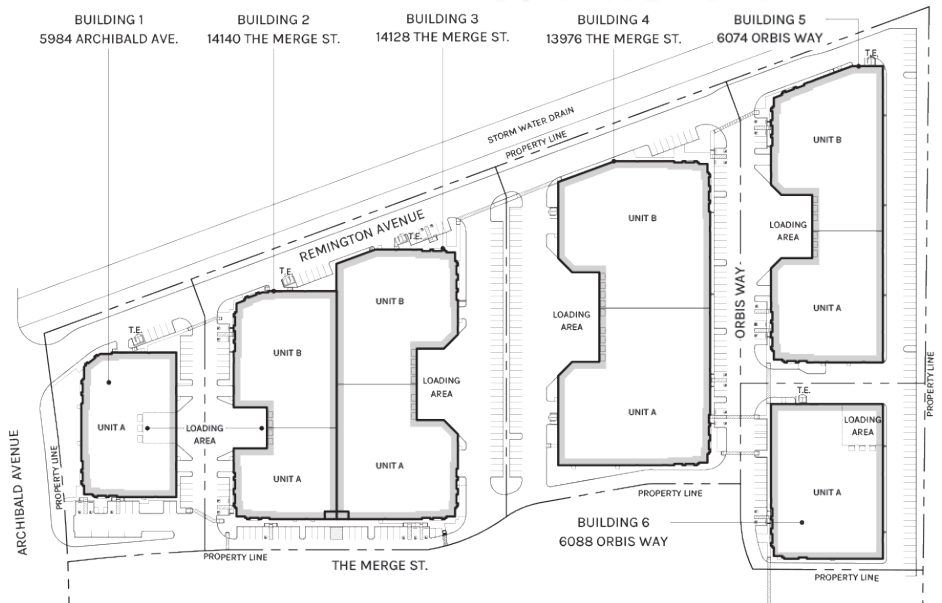 BUILDING 1
5984 ARCHIBALD AVE.
BUILDING 2
14140 THE MERGE ST.
BUILDING 3
14128 THE MERGE ST.
BUILDING 4
13976 THE MERGE ST.
BUILDING 5
6074 ORBIS WAY
T.E.
STORM WATER DRAIN
PROPERTY LINE
UNIT B
REMINGTON AVENUE
T.E.
UNIT B
LOADING
AREA
T.E.
UNIT B
LOADING
AREA
ORBIS WAY
UNIT A
T.E.
UNIT B
LOADING
AREA
PROPERTY LINE
T.E.
UNIT A
LOADING
AREA
UNIT A
LOADING
AREA
UNIT A
UNIT A
UNIT A
ARCHIBALD AVENUE
PROPERTY LINE
PROPERTY LINE
BUILDING 6
6088 ORBIS WAY
PROPERTY LINE
THE MERGE ST.
PROPERTY LINE